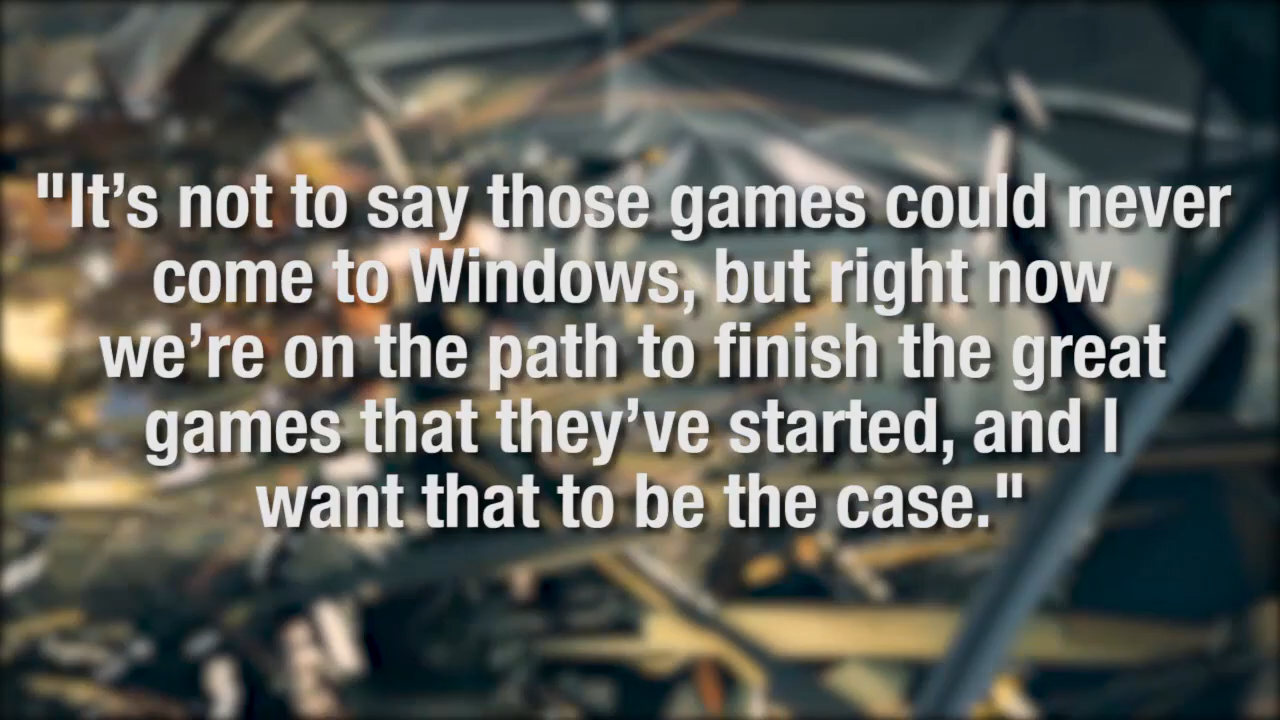 "It’s not to say those games could never
come to Windows, but right now
we’re on the path to finish the great
games that they’ve started, and I
want that to be the case."